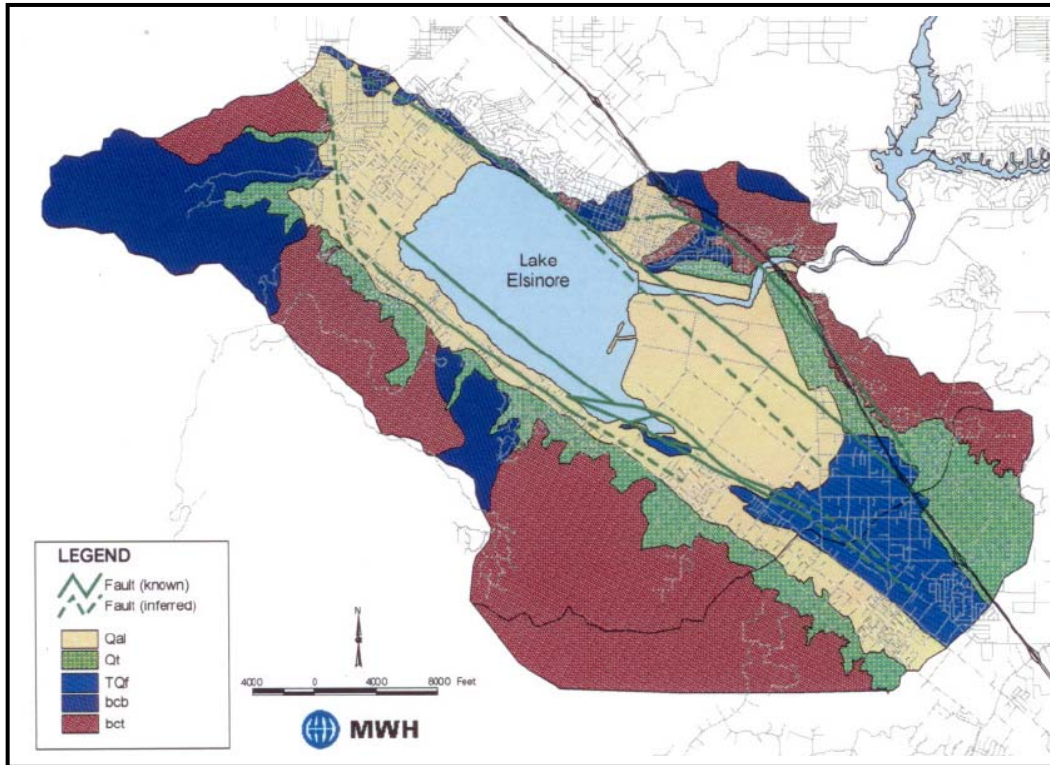 Lake
Elsinore
LEGEND
Fault (known)
Fault (inferred)
Qal
Qt
TQf
bcb
bct
N
4000 0 4000 8000 Feet
MWH